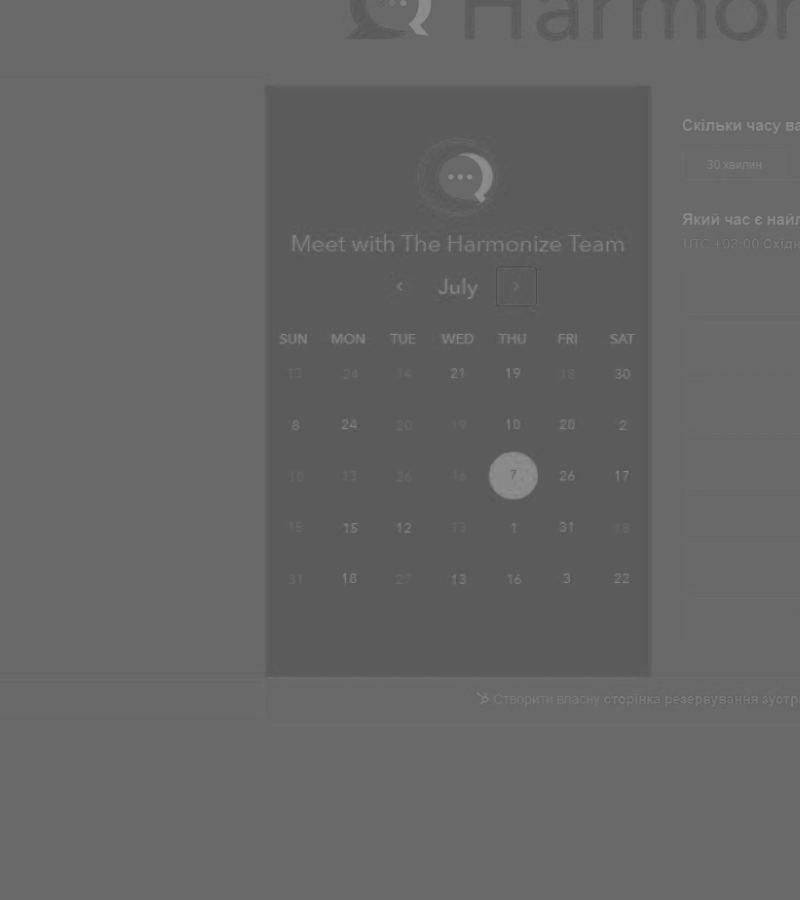 Harmon
Скільки часу ва
30 хвилин
Який час є найл
UTC +03:00 Східн
Meet with The Harmonize Team
July
SUN MON TUE WED THU FRI SAT
13 24 14 21 19 18 30
8 24 20 19 10 20 2
10 13 26 16 7 26 17
15 15 12 13 1 31 18
31 18 27 13 16 3 22
Створити власну сторінка резервування зустр